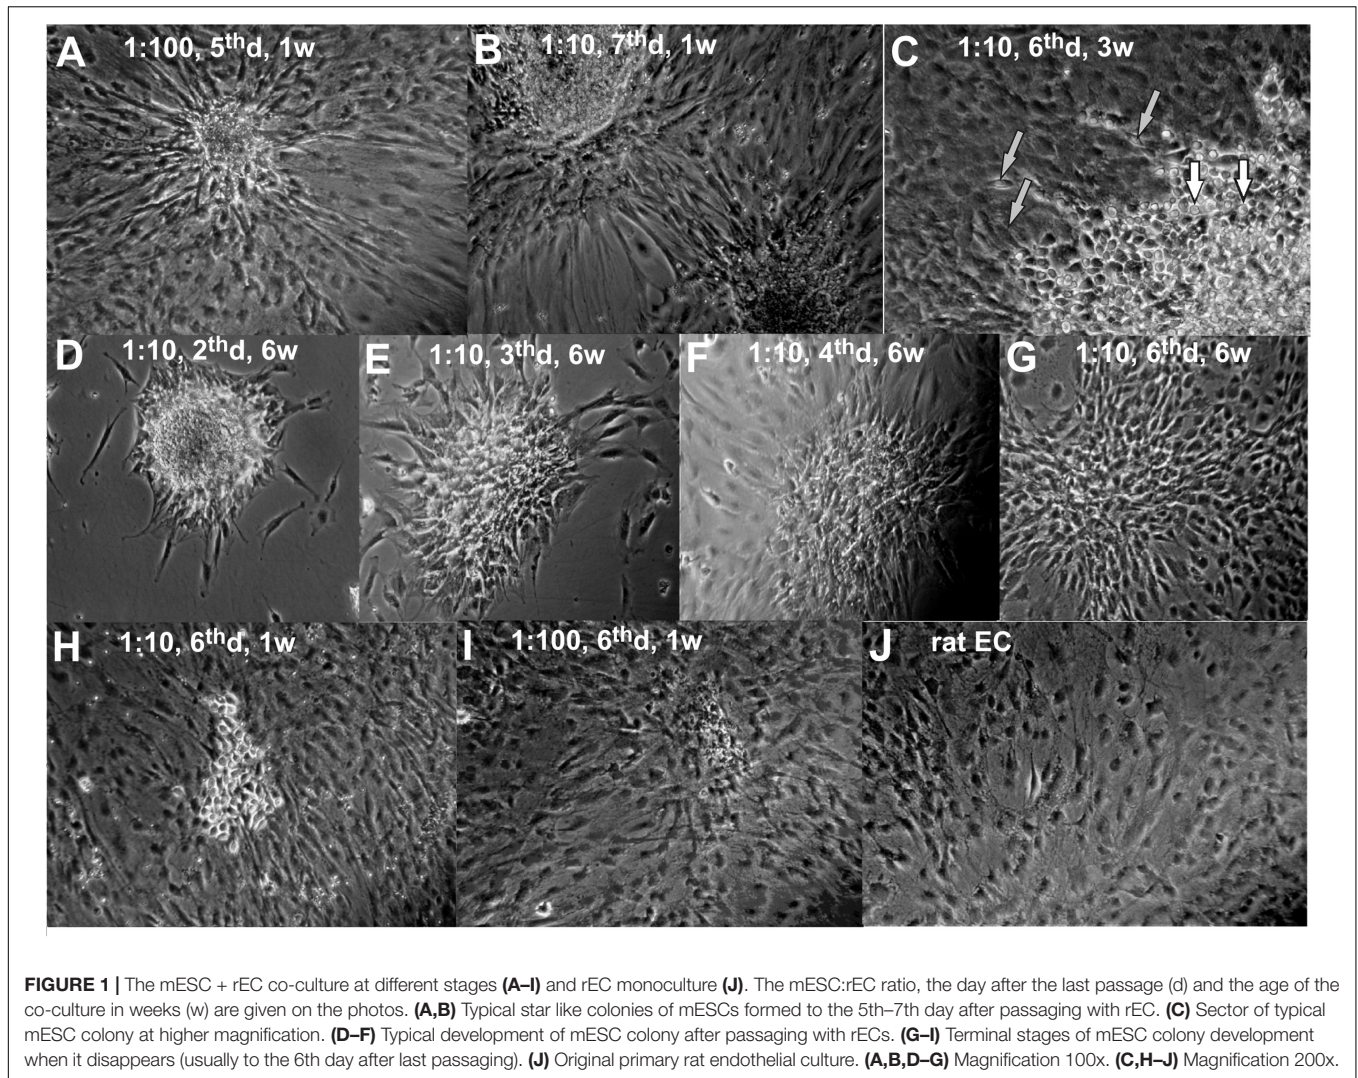 A 1:100, 5thd, 1w
B 1:10, 7thd, 1w
C 1:10, 6thd, 3w
D 1:10, 2thd, 6w
E 1:10, 3thd, 6w
F 1:10, 4thd, 6w
G 1:10, 6thd, 6w
H 1:10, 6thd, 1w
I 1:100, 6thd, 1w
J rat EC
FIGURE 1 | The mESC + rEC co-culture at different stages (A–I) and rEC monoculture (J). The mESC:rEC ratio, the day after the last passage (d) and the age of the
co-culture in weeks (w) are given on the photos. (A,B) Typical star like colonies of mESCs formed to the 5th–7th day after passaging with rEC. (C) Sector of typical
mESC colony at higher magnification. (D–F) Typical development of mESC colony after passaging with rECs. (G–I) Terminal stages of mESC colony development
when it disappears (usually to the 6th day after last passaging). (J) Original primary rat endothelial culture. (A,B,D–G) Magnification 100x. (C,H–J) Magnification 200x.